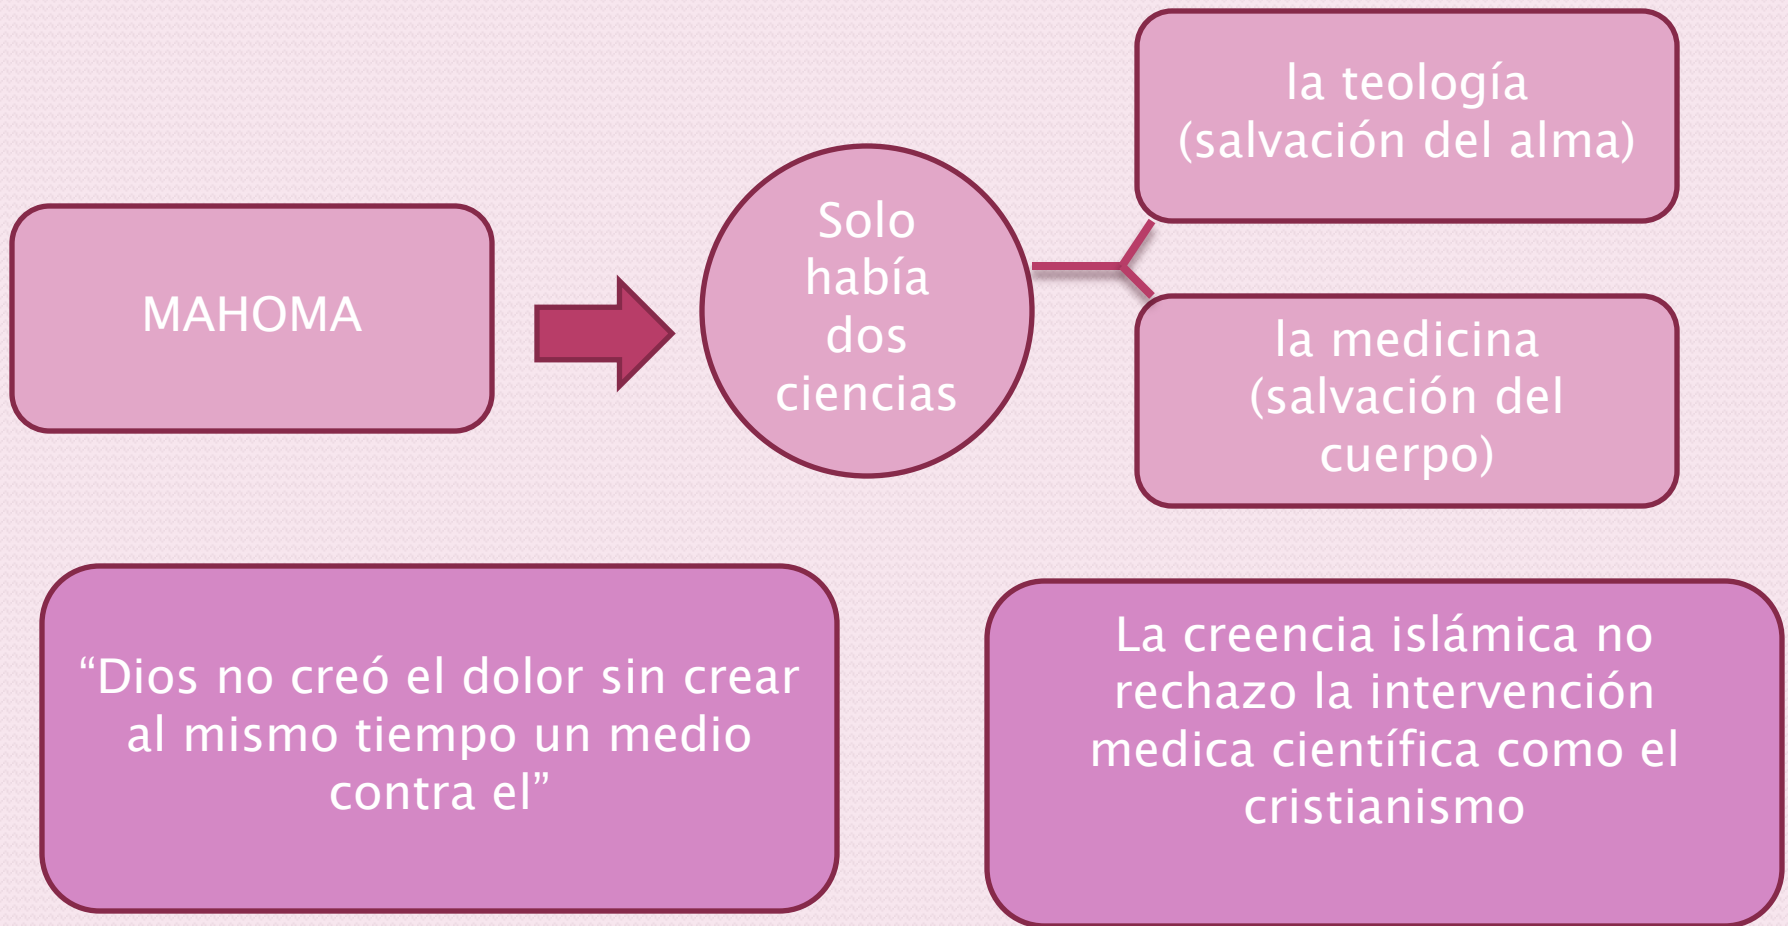 MAHOMA
Solo
había
dos
ciencias
la teología
(salvación del alma)
la medicina
(salvación del
cuerpo)
“Dios no creó el dolor sin crear
al mismo tiempo un medio
contra el”
La creencia islámica no
rechazo la intervención
medica científica como el
cristianismo